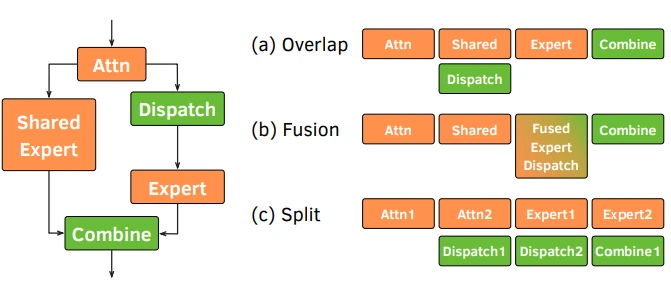 Attn
Shared
Expert
Dispatch
Expert
Combine
(a) Overlap
Attn
Shared
Expert
Combine
Dispatch
(b) Fusion
Attn
Shared
Fused
Expert
Dispatch
Combine
(c) Split
Attn1
Attn2
Expert1
Expert2
Dispatch1
Dispatch2
Combine1